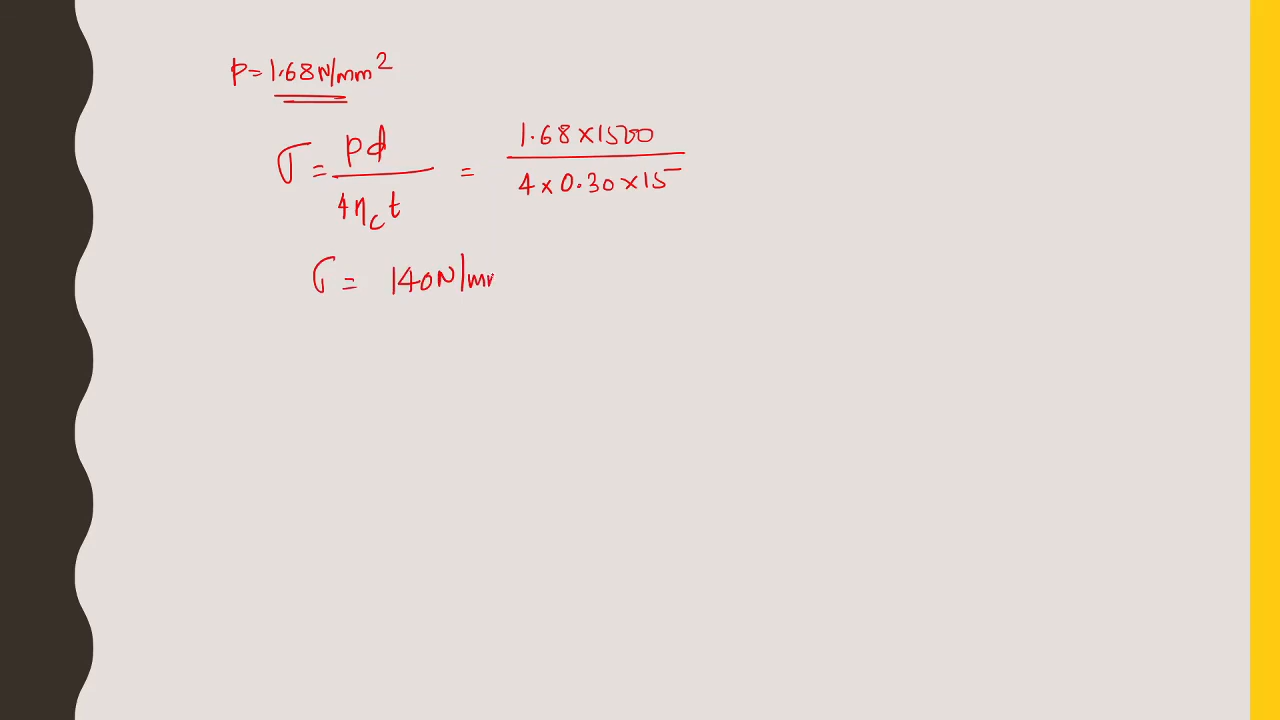 p = 1.68 N/mm²
σ = pd / 4η_c t = 1.68 × 1500 / 4 × 0.30 × 15
σ = 140 N/mm